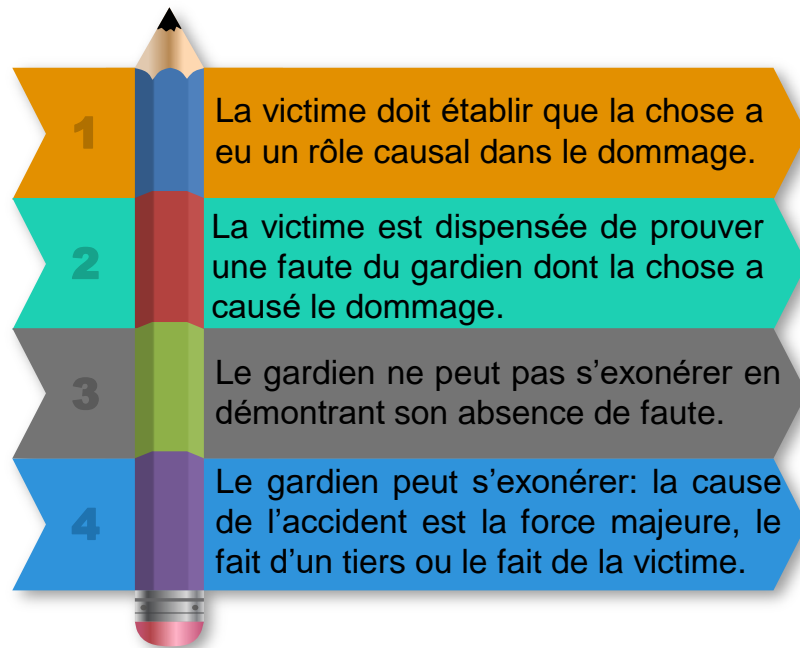 1
La victime doit établir que la chose a
eu un rôle causal dans le dommage.
2
La victime est dispensée de prouver
une faute du gardien dont la chose a
causé le dommage.
3
Le gardien ne peut pas s’exonérer en
démontrant son absence de faute.
4
Le gardien peut s’exonérer: la cause
de l’accident est la force majeure, le
fait d’un tiers ou le fait de la victime.